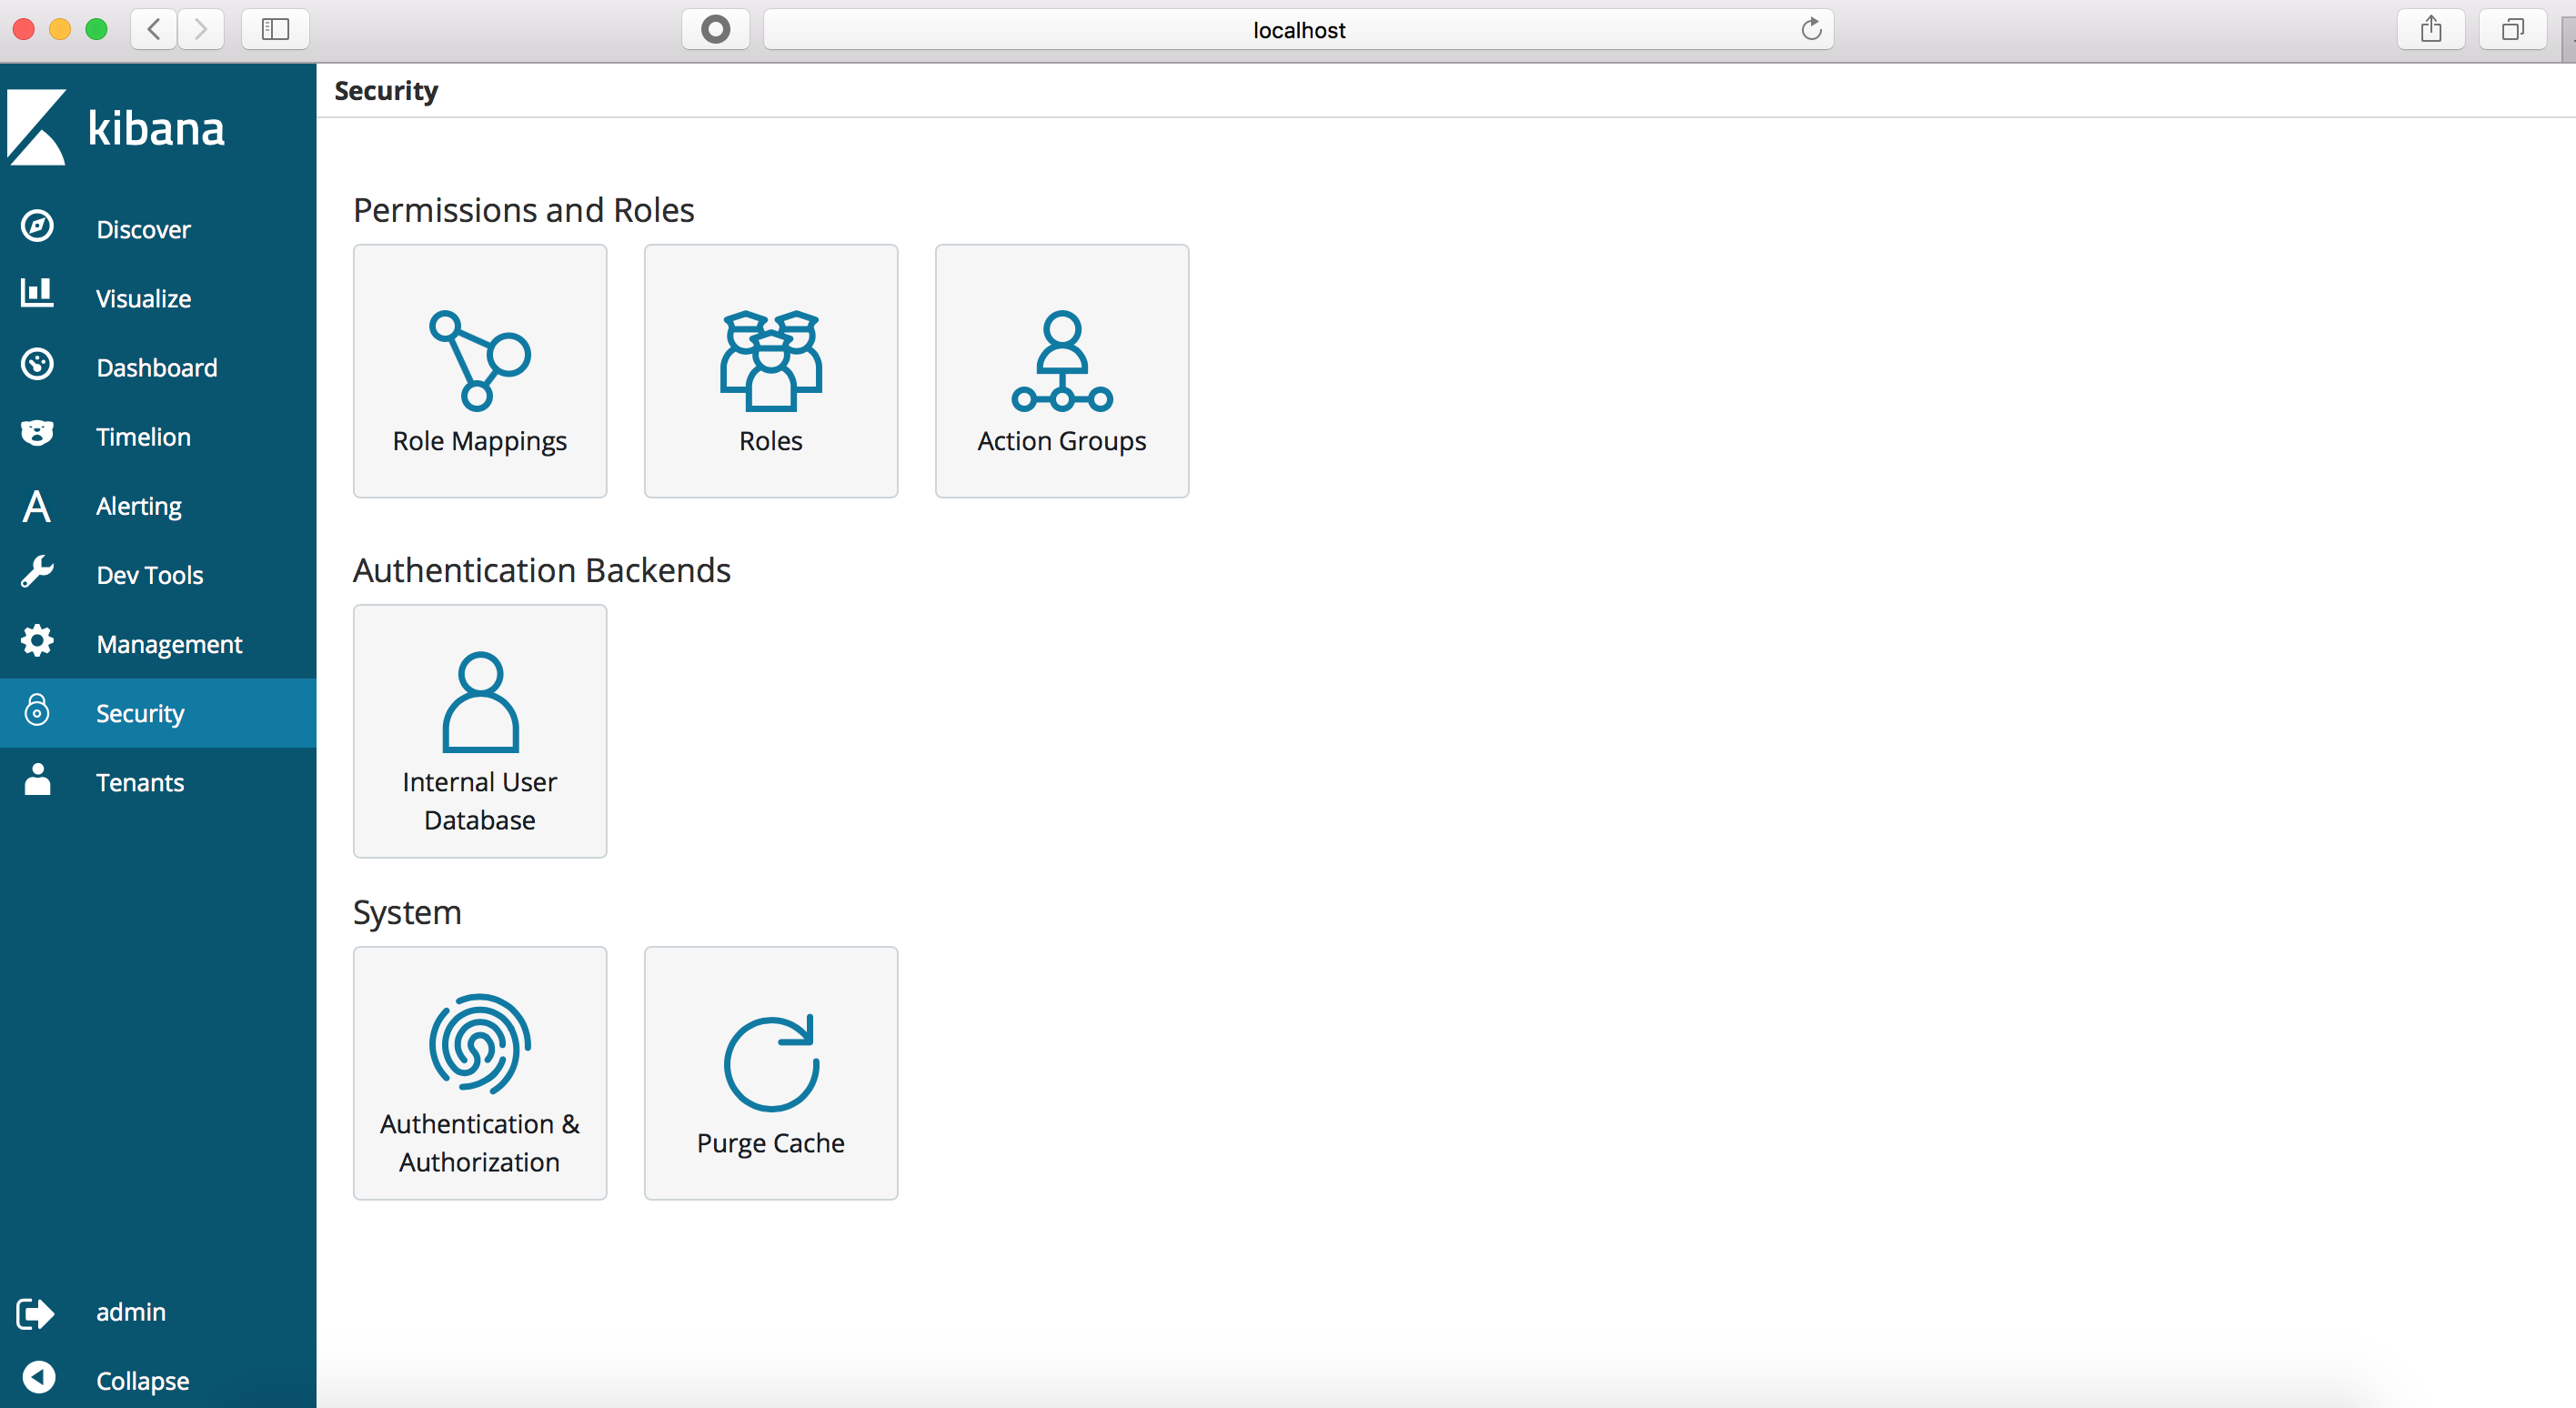 localhost
kibana
Discover
Visualize
Dashboard
Timelion
Alerting
Dev Tools
Management
Security
Tenants
admin
Collapse
Security
Permissions and Roles
Role Mappings
Roles
Action Groups
Authentication Backends
Internal User
Database
System
Authentication &
Authorization
Purge Cache